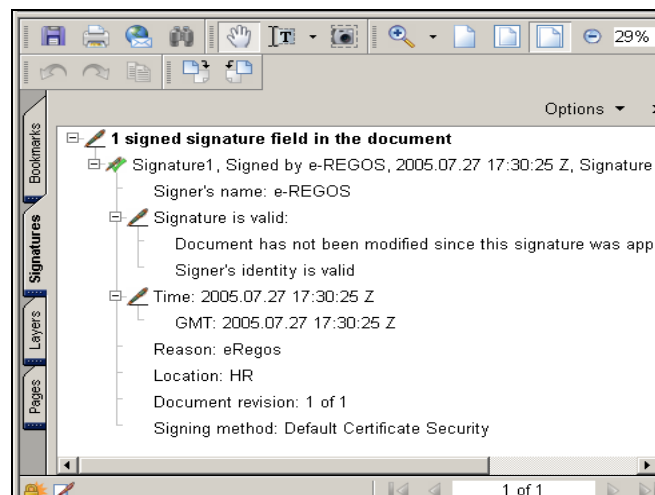 29%
Options
Bookmarks
Signatures
Layers
Pages
1 signed signature field in the document
Signature1, Signed by e-REGOS, 2005.07.27 17:30:25 Z, Signature
Signer's name: e-REGOS
Signature is valid:
Document has not been modified since this signature was app
Signer's identity is valid
Time: 2005.07.27 17:30:25 Z
GMT: 2005.07.27 17:30:25 Z
Reason: eRegos
Location: HR
Document revision: 1 of 1
Signing method: Default Certificate Security
1 of 1